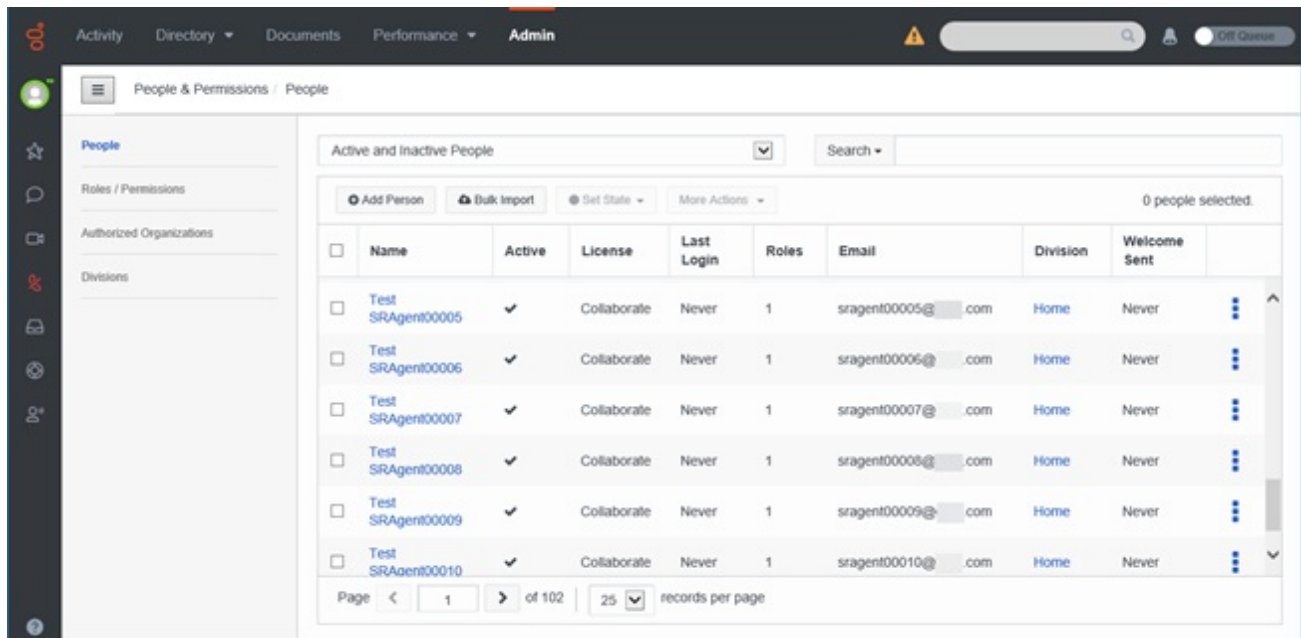 Activity Directory Documents Performance Admin Off Queue
People & Permissions / People
People
Roles / Permissions
Authorized Organizations
Divisions
Active and Inactive People Search
Add Person Bulk Import Set State More Actions 0 people selected.
Name Active License Last Login Roles Email Division Welcome Sent
Test SRAgent00005 Collaborate Never 1 sragent00005@ .com Home Never
Test SRAgent00006 Collaborate Never 1 sragent00006@ .com Home Never
Test SRAgent00007 Collaborate Never 1 sragent00007@ .com Home Never
Test SRAgent00008 Collaborate Never 1 sragent00008@ .com Home Never
Test SRAgent00009 Collaborate Never 1 sragent00009@ .com Home Never
Test SRAgent00010 Collaborate Never 1 sragent00010@ .com Home Never
Page 1 of 102 25 records per page